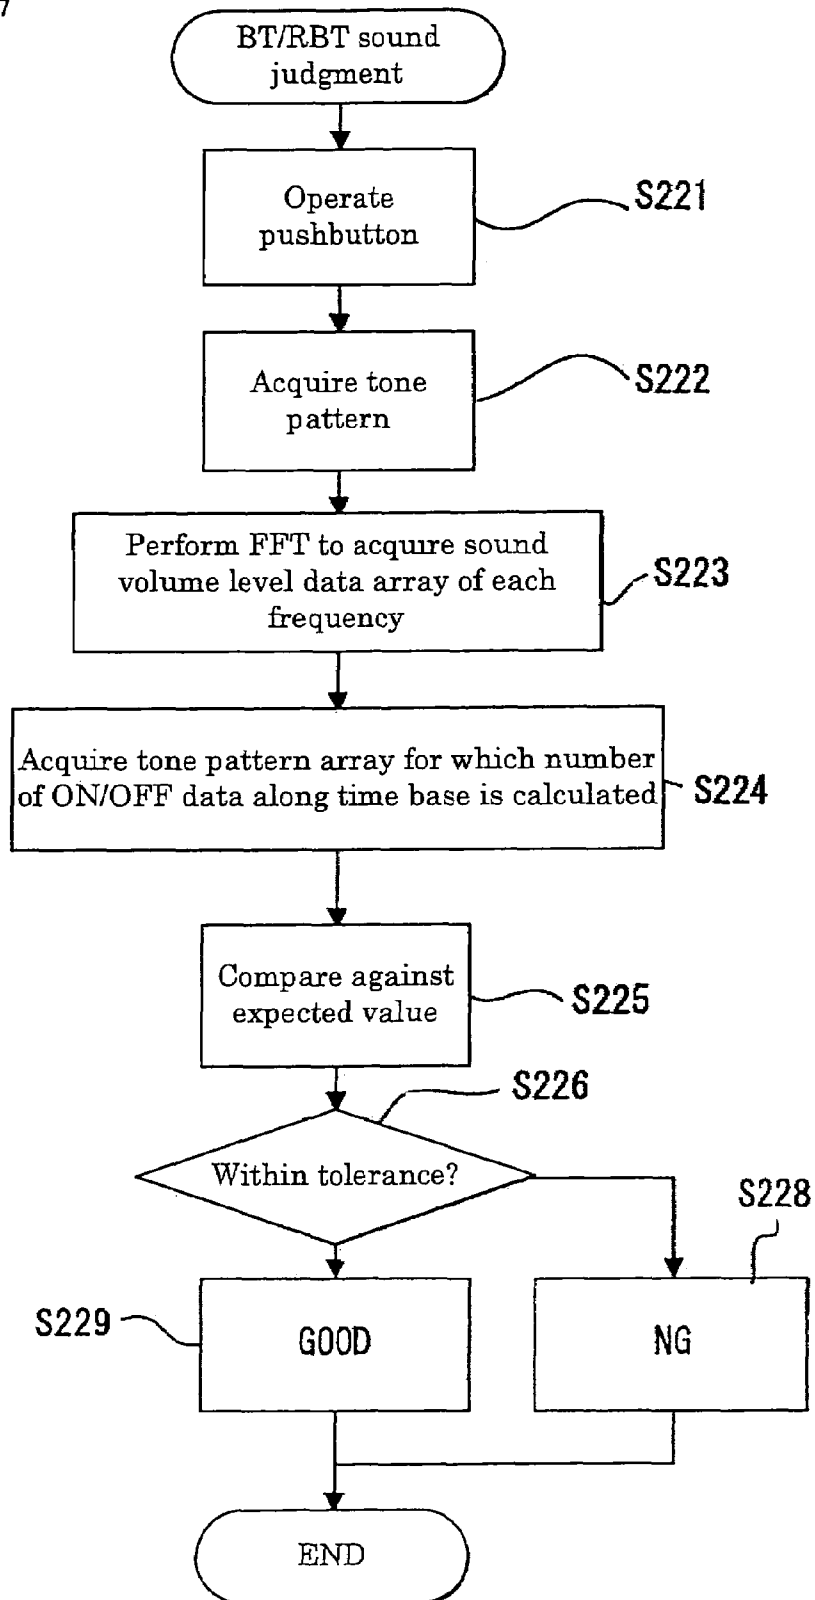 7
BT/RBT sound
judgment
Operate
pushbutton
S221
Acquire tone
pattern
S222
Perform FFT to acquire sound
volume level data array of each
frequency
S223
Acquire tone pattern array for which number
of ON/OFF data along time base is calculated
S224
Compare against
expected value
S225
S226
Within tolerance?
S228
S229
GOOD
NG
END